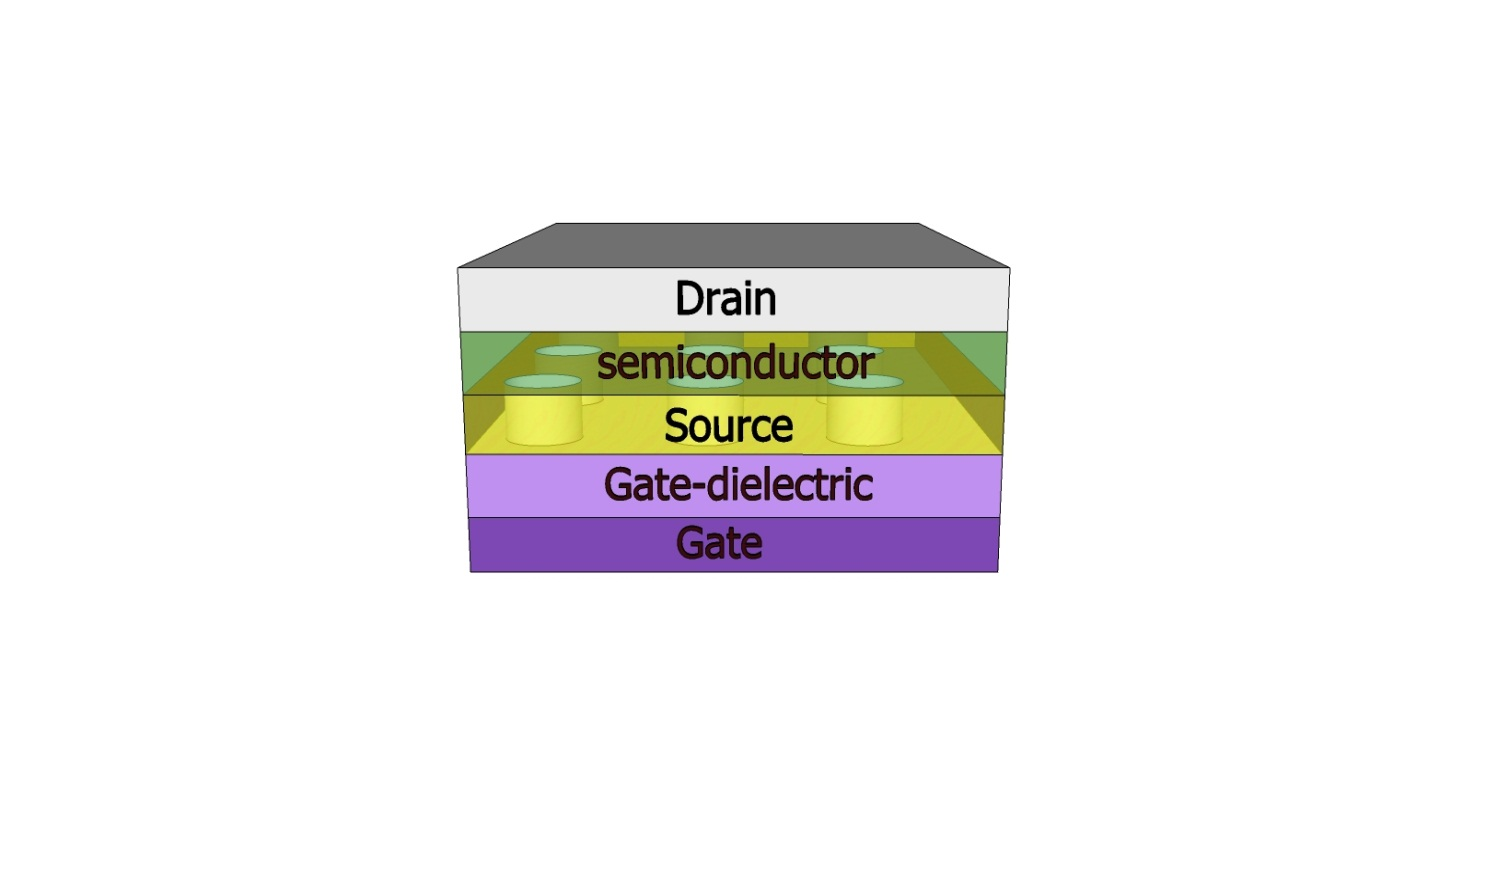 Drain
semiconductor
Source
Gate-dielectric
Gate